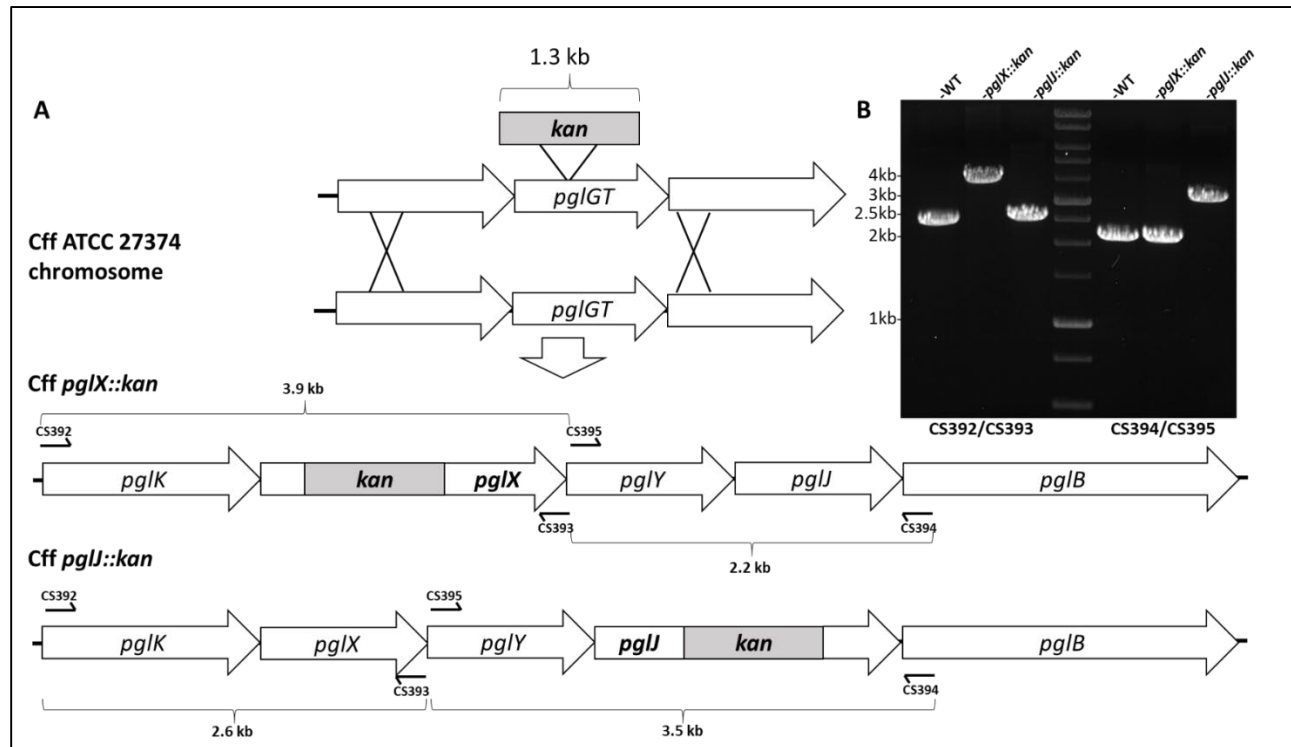 1.3 kb
A
kan
pglGT
Cff ATCC 27374
chromosome
pglGT
B
-WT
-pglX::kan
-pglJ::kan
-WT
-pglX::kan
-pglJ::kan
4kb-
3kb-
2.5kb-
2kb-
1kb-
CS392/CS393
CS394/CS395
Cff pglX::kan
3.9 kb
CS392
CS395
pglK
kan
pglX
pglY
pglJ
pglB
CS393
CS394
2.2 kb
Cff pglJ::kan
CS392
CS395
pglK
pglX
pglY
pglJ
kan
pglB
CS393
CS394
2.6 kb
3.5 kb